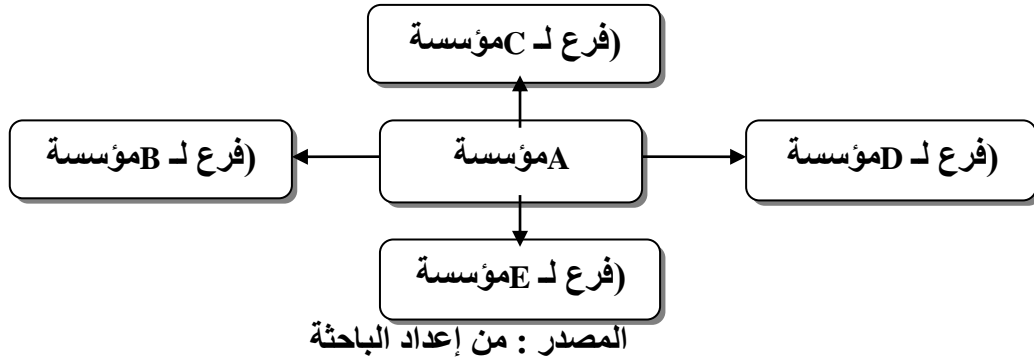 (فرع لـ Cمؤسسة
(فرع لـ Dمؤسسة
Aمؤسسة
(فرع لـ Bمؤسسة
(فرع لـ Eمؤسسة
المصدر : من إعداد الباحثة